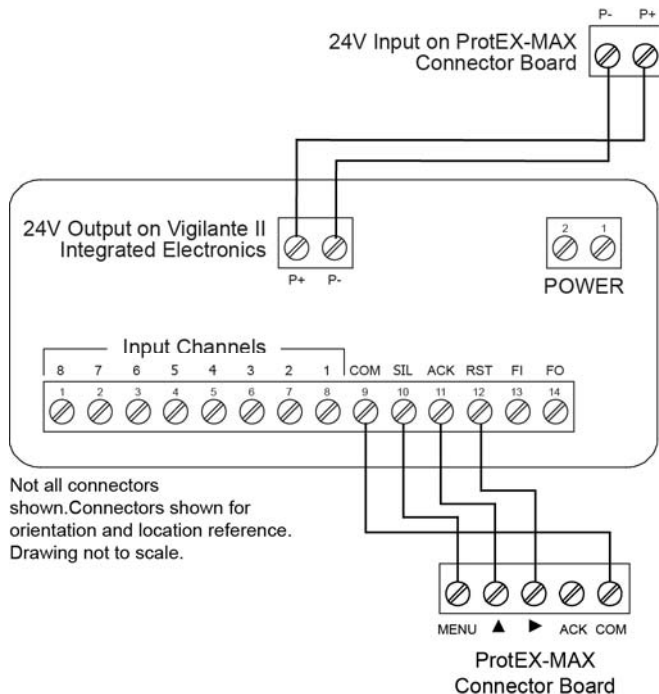 P- P+
24V Input on ProtEX-MAX
Connector Board
24V Output on Vigilante II
Integrated Electronics
P+ P-
2 1
POWER
Input Channels
8 7 6 5 4 3 2 1 COM SIL ACK RST FI FO
1 2 3 4 5 6 7 8 9 10 11 12 13 14
Not all connectors
shown.Connectors shown for
orientation and location reference.
Drawing not to scale.
MENU ▲ ► ACK COM
ProtEX-MAX
Connector Board